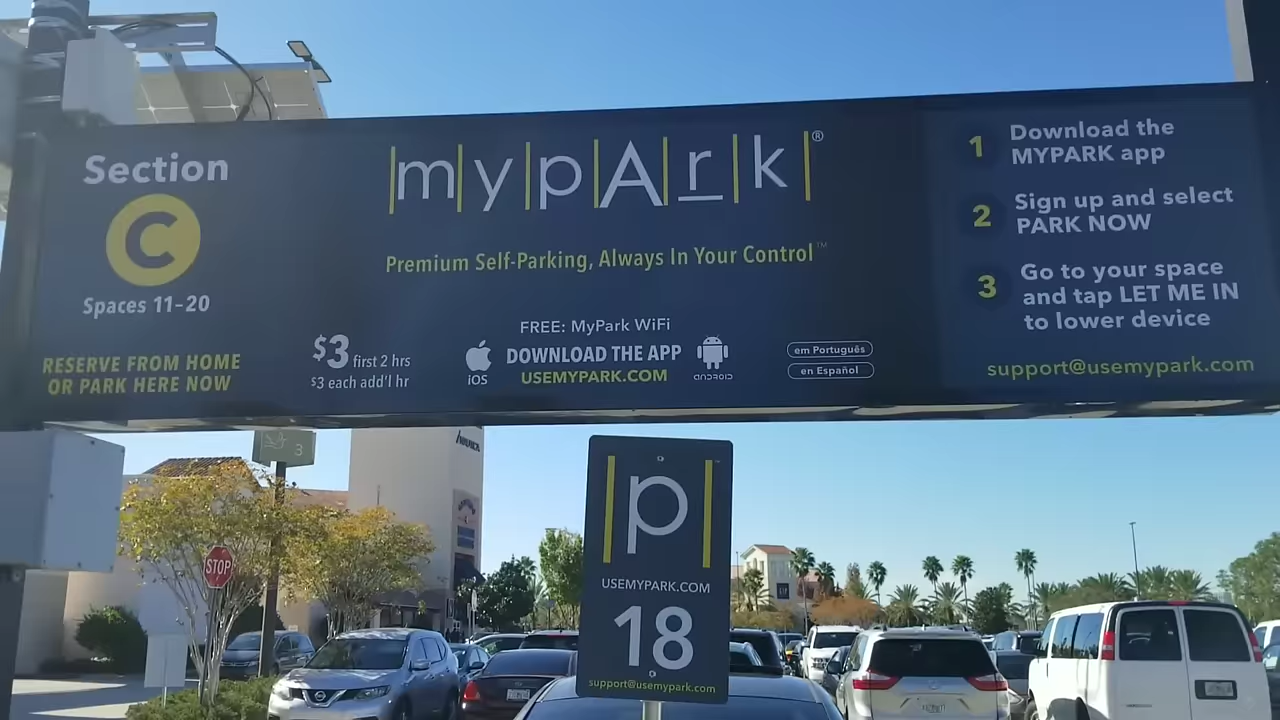 Section
C
Spaces 11-20
RESERVE FROM HOME
OR PARK HERE NOW
|m|y|p|A|r|k|®
Premium Self-Parking, Always In Your Control™
$3 first 2 hrs
$3 each add'l hr
FREE: MyPark WiFi
DOWNLOAD THE APP
USEMYPARK.COM
iOS
ANDROID
em Português
en Español
1 Download the
MYPARK app
2 Sign up and select
PARK NOW
3 Go to your space
and tap LET ME IN
to lower device
support@usemypark.com
3
STOP
|p|
USEMYPARK.COM
18
support@usemypark.com